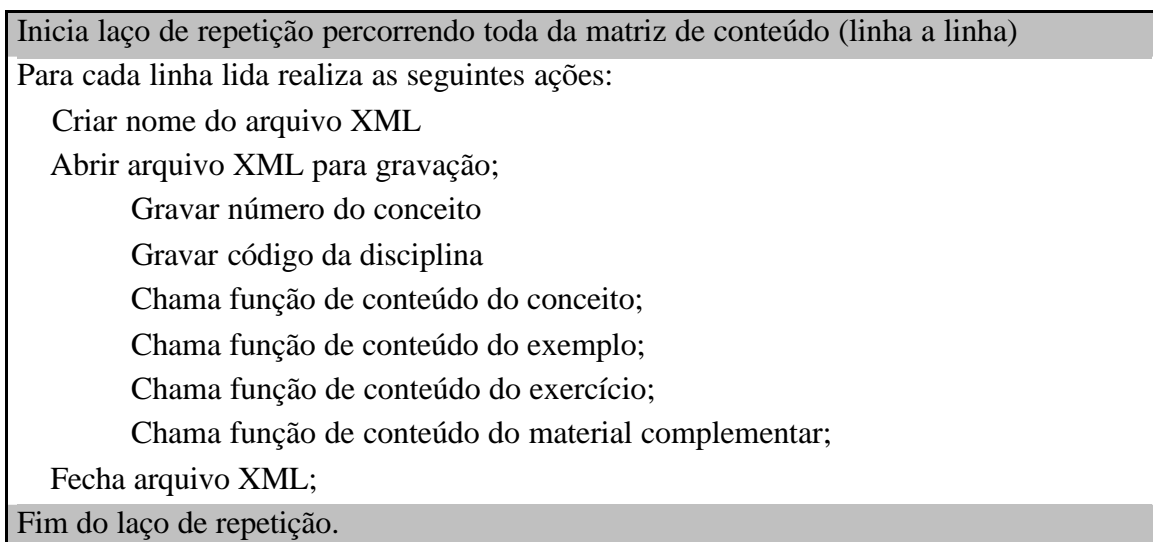 Inicia laço de repetição percorrendo toda da matriz de conteúdo (linha a linha)
Para cada linha lida realiza as seguintes ações:
Criar nome do arquivo XML
Abrir arquivo XML para gravação;
Gravar número do conceito
Gravar código da disciplina
Chama função de conteúdo do conceito;
Chama função de conteúdo do exemplo;
Chama função de conteúdo do exercício;
Chama função de conteúdo do material complementar;
Fecha arquivo XML;
Fim do laço de repetição.